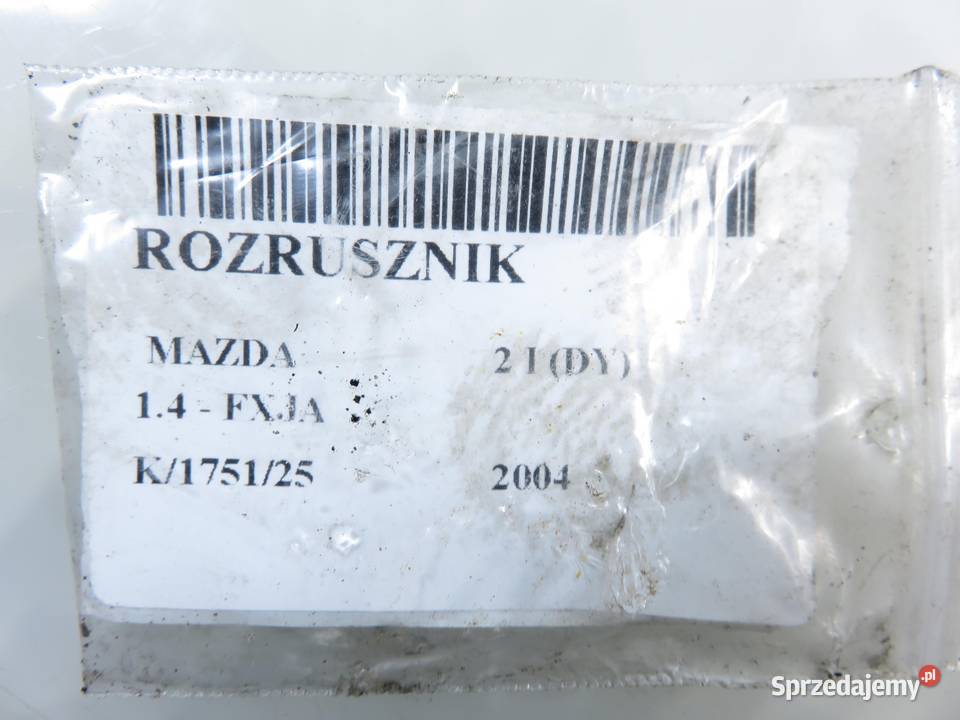 ROZRUSZNIK
MAZDA 2 I (DY)
1.4 - FXJA
K/1751/25 2004
Sprzedajemy.pl